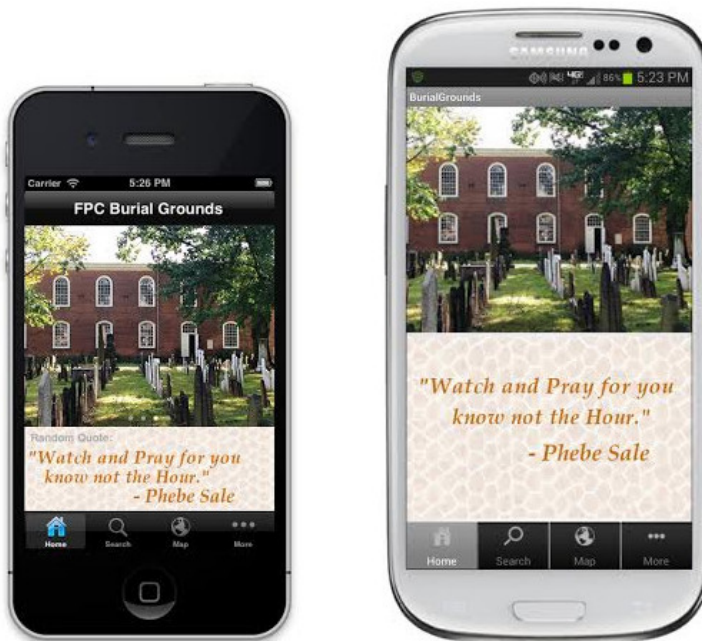 Carrier 5:26 PM
FPC Burial Grounds
Random Quote:
"Watch and Pray for you
know not the Hour."
- Phebe Sale
Home Search Map More
SAMSUNG
4G 86% 5:23 PM
BurialGrounds
"Watch and Pray for you
know not the Hour."
- Phebe Sale
Home Search Map More